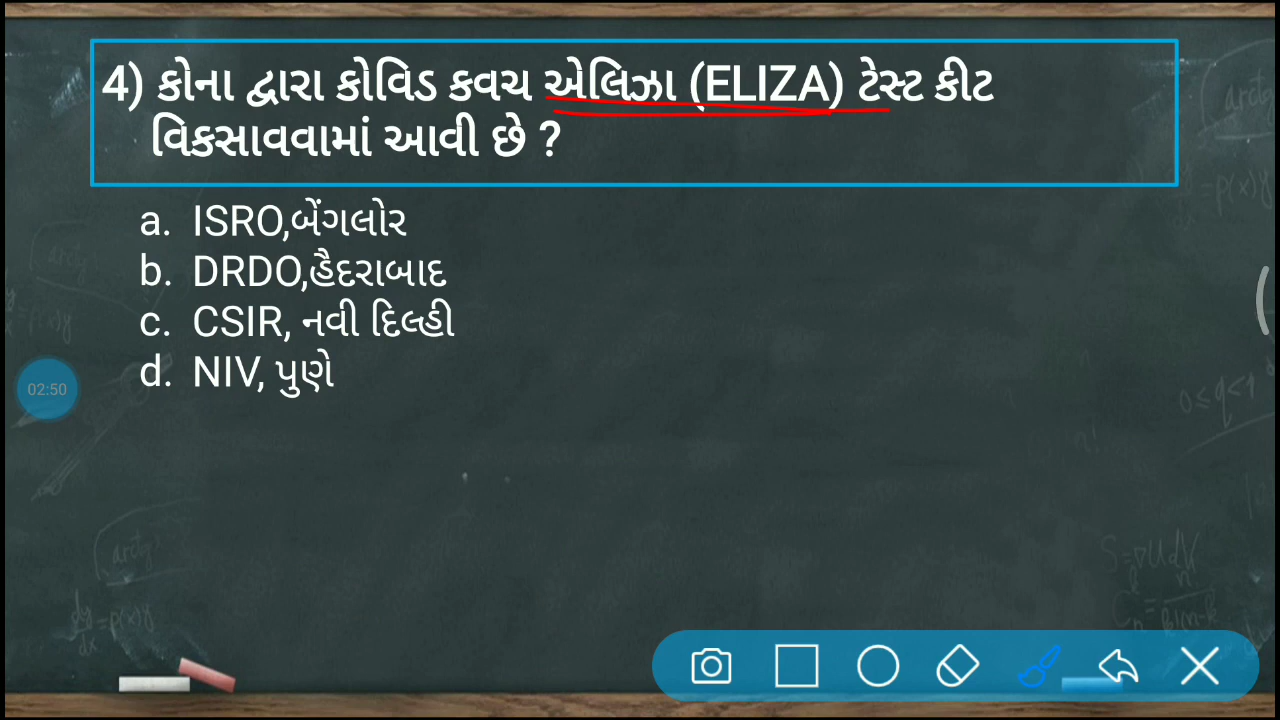 4) કોના દ્વારા કોવિડ કવચ એલિઝા (ELIZA) ટેસ્ટ કીટ
વિકસાવવામાં આવી છે ?
a. ISRO,બેંગલોર
b. DRDO,હૈદરાબાદ
c. CSIR, નવી દિલ્હી
d. NIV, પુણે
02:50